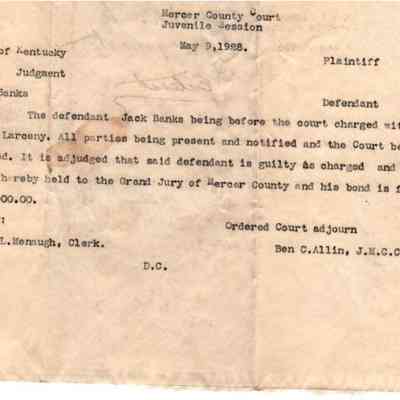 Mercer County Court
Juvenile Session
May 9,1928.
of Kentucky
Plaintiff
Judgment
Banks
Defendant
The defendant Jack Banks being before the court charged wit
Larceny. All parties being present and notified and the Court be
d. It is adjudged that said defendant is guilty as charged and
hereby held to the Grand Jury of Mercer County and his bond is f
00.00.
:
Ordered Court adjourn
L.Menaugh, Clerk.
Ben C.Allin, J.M.C.C
D.C.